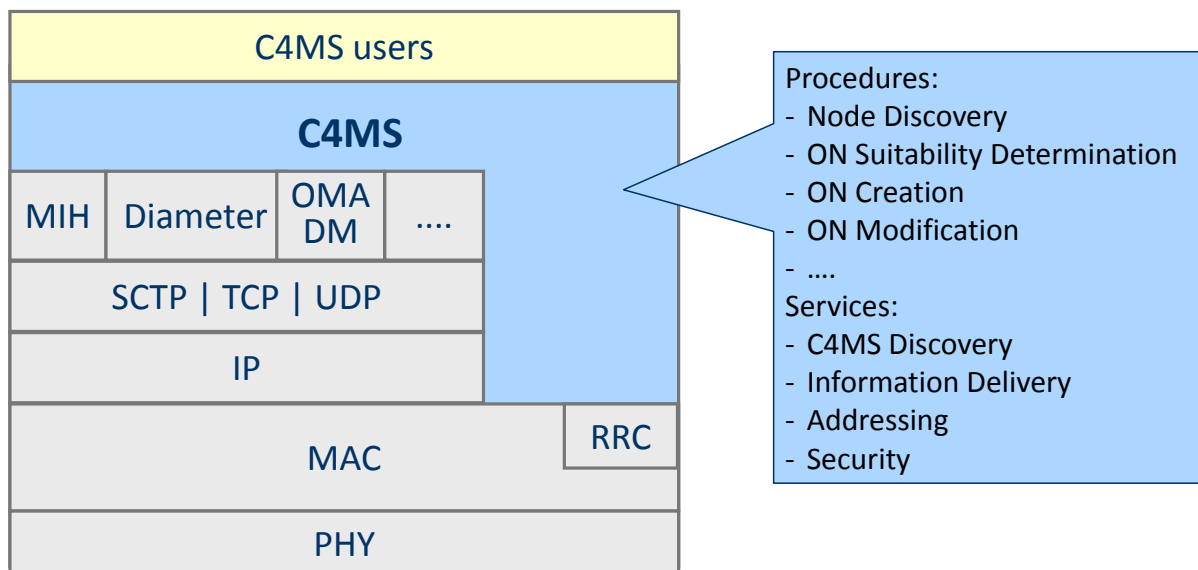 C4MS users
C4MS
MIH
Diameter
OMA
DM
....
SCTP | TCP | UDP
IP
MAC
RRC
PHY
Procedures:
- Node Discovery
- ON Suitability Determination
- ON Creation
- ON Modification
- ....
Services:
- C4MS Discovery
- Information Delivery
- Addressing
- Security